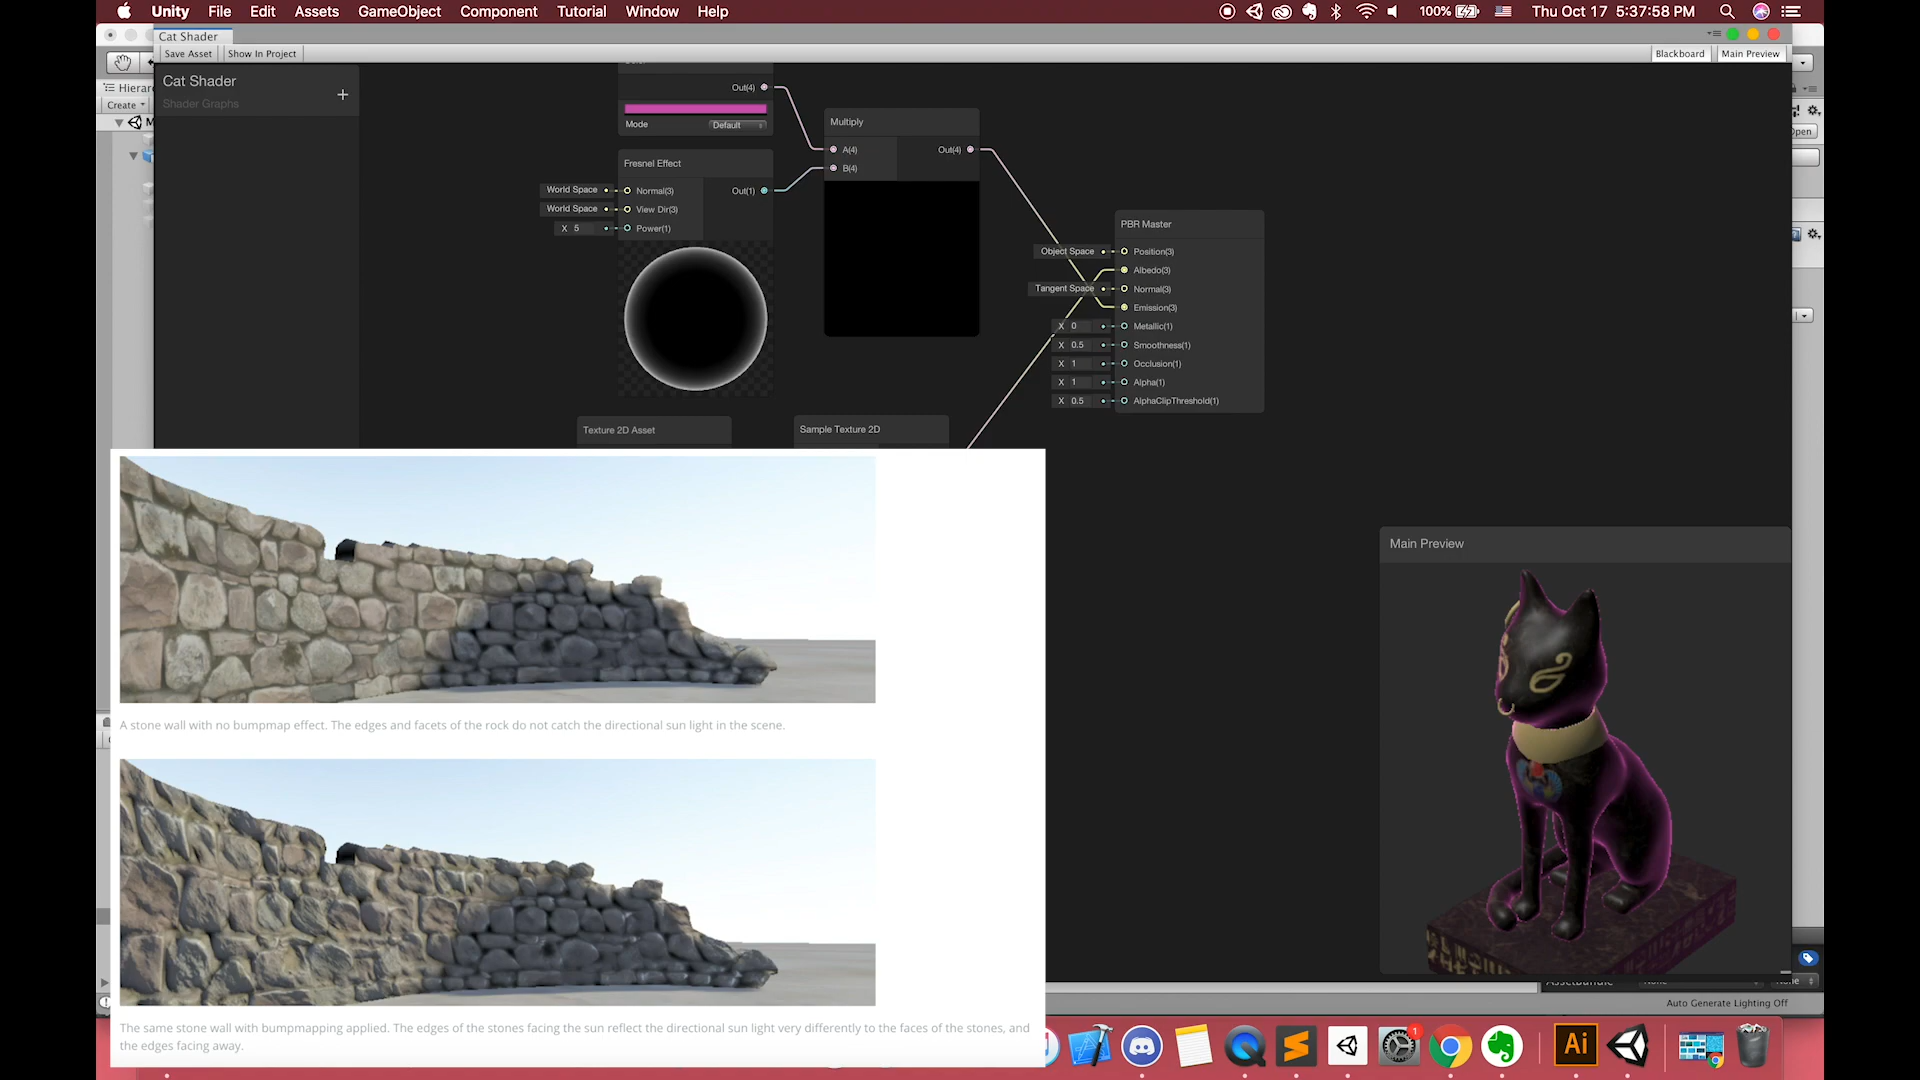 Unity File Edit Assets GameObject Component Tutorial Window Help 100% Thu Oct 17 5:37:58 PM
Cat Shader
Save Asset Show In Project Blackboard Main Preview
Hierar
Create
Cat Shader
Shader Graphs
Out(4)
Mode Default
Multiply
A(4) Out(4)
B(4)
Fresnel Effect
World Space Normal(3) Out(1)
World Space View Dir(3)
X 5 Power(1)
PBR Master
Object Space Position(3)
Albedo(3)
Tangent Space Normal(3)
Emission(3)
X 0 Metallic(1)
X 0.5 Smoothness(1)
X 1 Occlusion(1)
X 1 Alpha(1)
X 0.5 AlphaClipThreshold(1)
Texture 2D Asset
Sample Texture 2D
Main Preview
A stone wall with no bumpmap effect. The edges and facets of the rock do not catch the directional sun light in the scene.
The same stone wall with bumpmapping applied. The edges of the stones facing the sun reflect the directional sun light very differently to the faces of the stones, and
the edges facing away.
Auto Generate Lighting Off
1
Ai